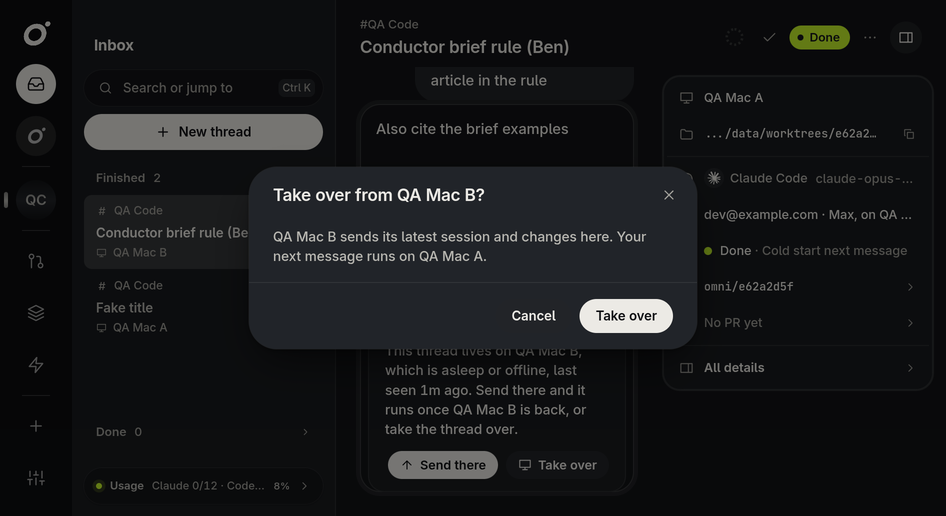 Inbox
Search or jump to
Ctrl K
New thread
Finished 2
# QA Code
Conductor brief rule (Be
QA Mac B
# QA Code
Fake title
QA Mac A
Done 0
Usage Claude 0/12 · Code... 8%
QC
#QA Code
Conductor brief rule (Ben)
Done
article in the rule
Also cite the brief examples
Take over from QA Mac B?
QA Mac B sends its latest session and changes here. Your
next message runs on QA Mac A.
Cancel
Take over
This thread lives on QA Mac B,
which is asleep or offline, last
seen 1m ago. Send there and it
runs once QA Mac B is back, or
take the thread over.
Send there
Take over
QA Mac A
.../data/worktrees/e62a2…
Claude Code claude-opus-...
dev@example.com · Max, on QA ...
Done · Cold start next message
omni/e62a2d5f
No PR yet
All details